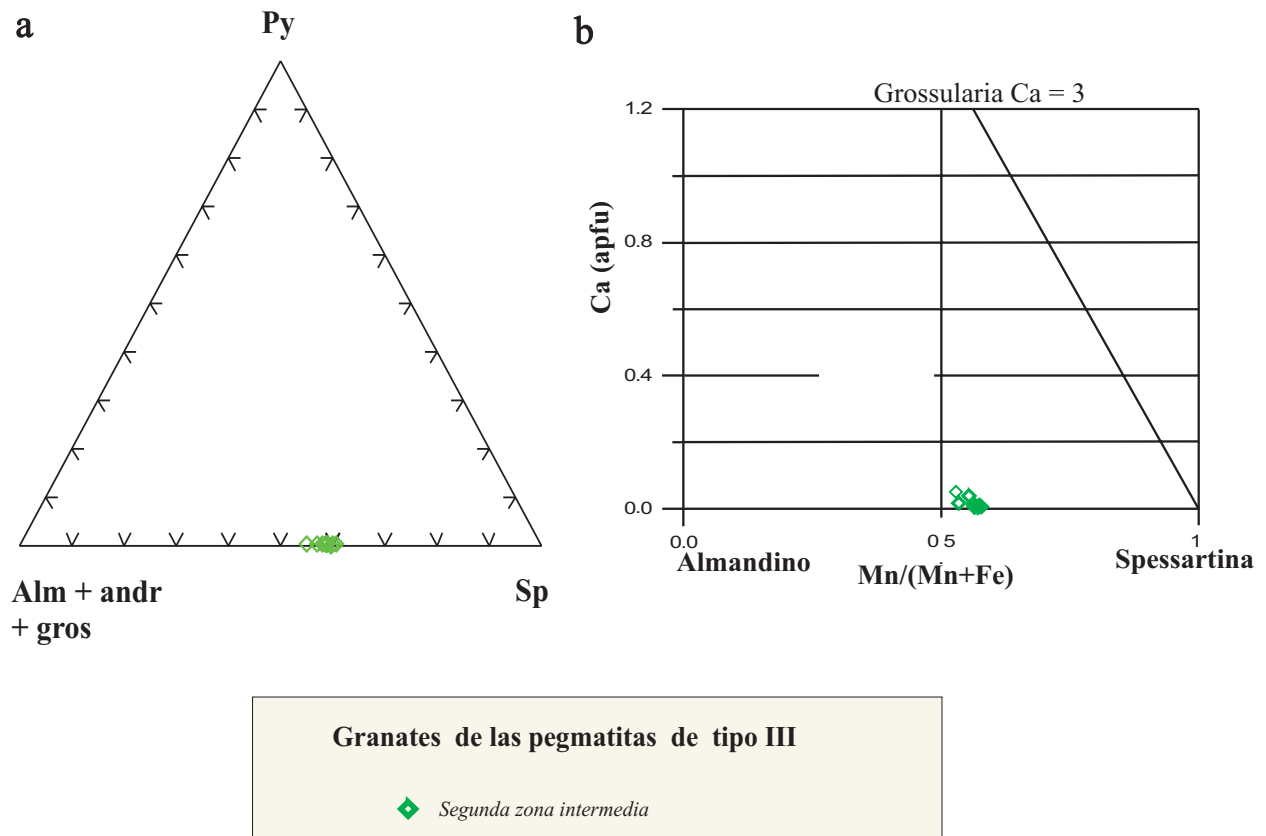 a
Py
Alm + andr
+ gros
Sp
b
Grossularia Ca = 3
1.2
0.8
0.4
0.0
Ca (apfu)
0.0
0 5
1
Almandino
Mn/(Mn+Fe)
Spessartina
Granates de las pegmatitas de tipo III
Segunda zona intermedia